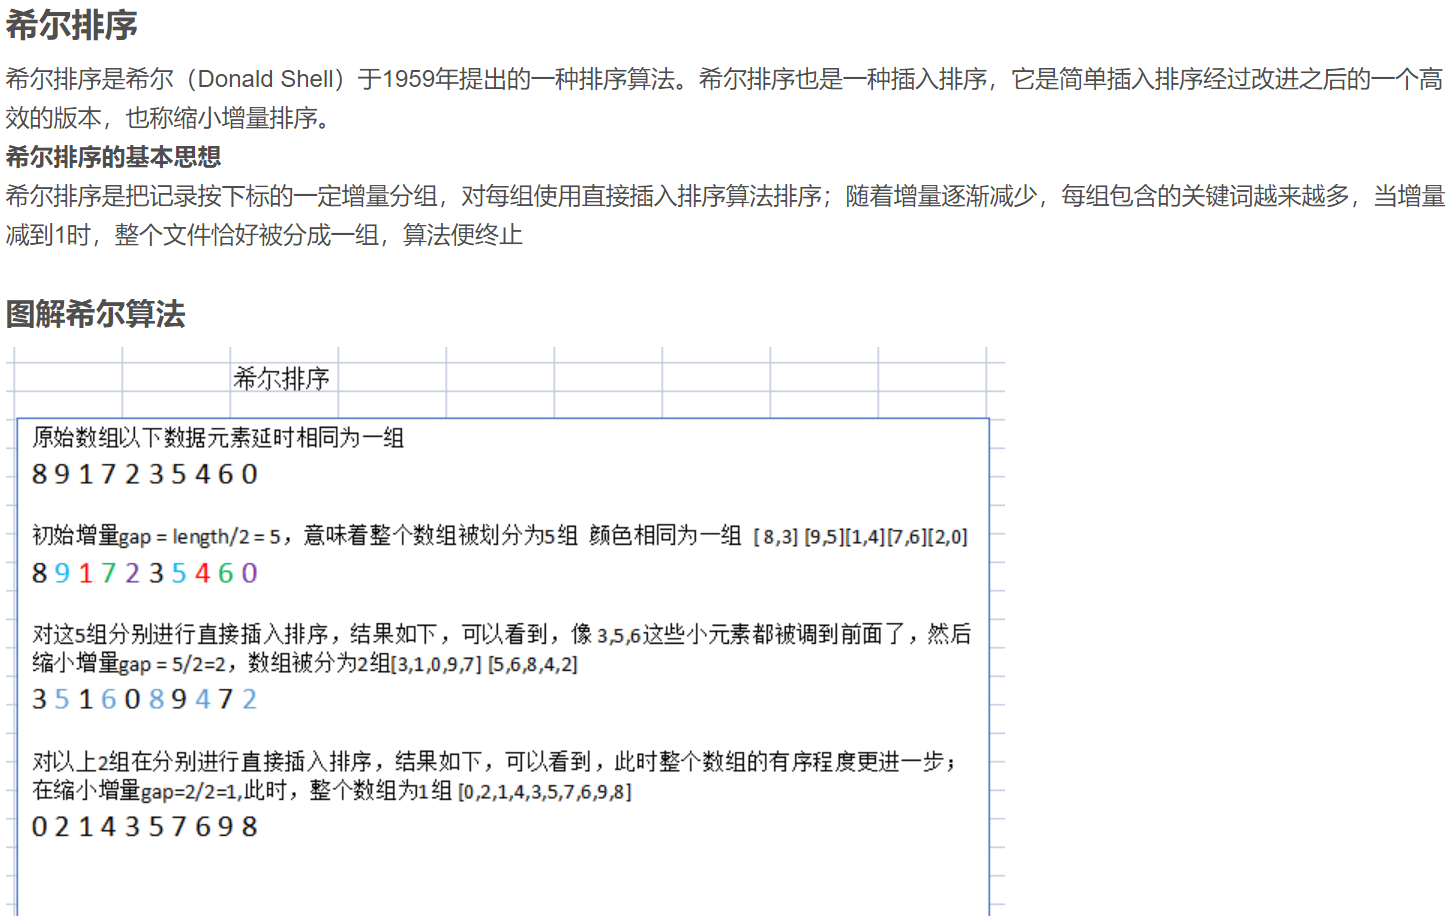 希尔排序
希尔排序是希尔（Donald Shell）于1959年提出的一种排序算法。希尔排序也是一种插入排序，它是简单插入排序经过改进之后的一个高
效的版本，也称缩小增量排序。
希尔排序的基本思想
希尔排序是把记录按下标的一定增量分组，对每组使用直接插入排序算法排序；随着增量逐渐减少，每组包含的关键词越来越多，当增量
减到1时，整个文件恰好被分成一组，算法便终止
图解希尔算法
希尔排序
原始数组以下数据元素延时相同为一组
8 9 1 7 2 3 5 4 6 0
初始增量gap = length/2 = 5，意味着整个数组被划分为5组 颜色相同为一组 [ 8,3] [9,5][1,4][7,6][2,0]
8 9 1 7 2 3 5 4 6 0
对这5组分别进行直接插入排序，结果如下，可以看到，像 3,5,6这些小元素都被调到前面了，然后
缩小增量gap = 5/2=2，数组被分为2组[3,1,0,9,7] [5,6,8,4,2]
3 5 1 6 0 8 9 4 7 2
对以上2组在分别进行直接插入排序，结果如下，可以看到，此时整个数组的有序程度更进一步；
在缩小增量gap=2/2=1,此时，整个数组为1组 [0,2,1,4,3,5,7,6,9,8]
0 2 1 4 3 5 7 6 9 8